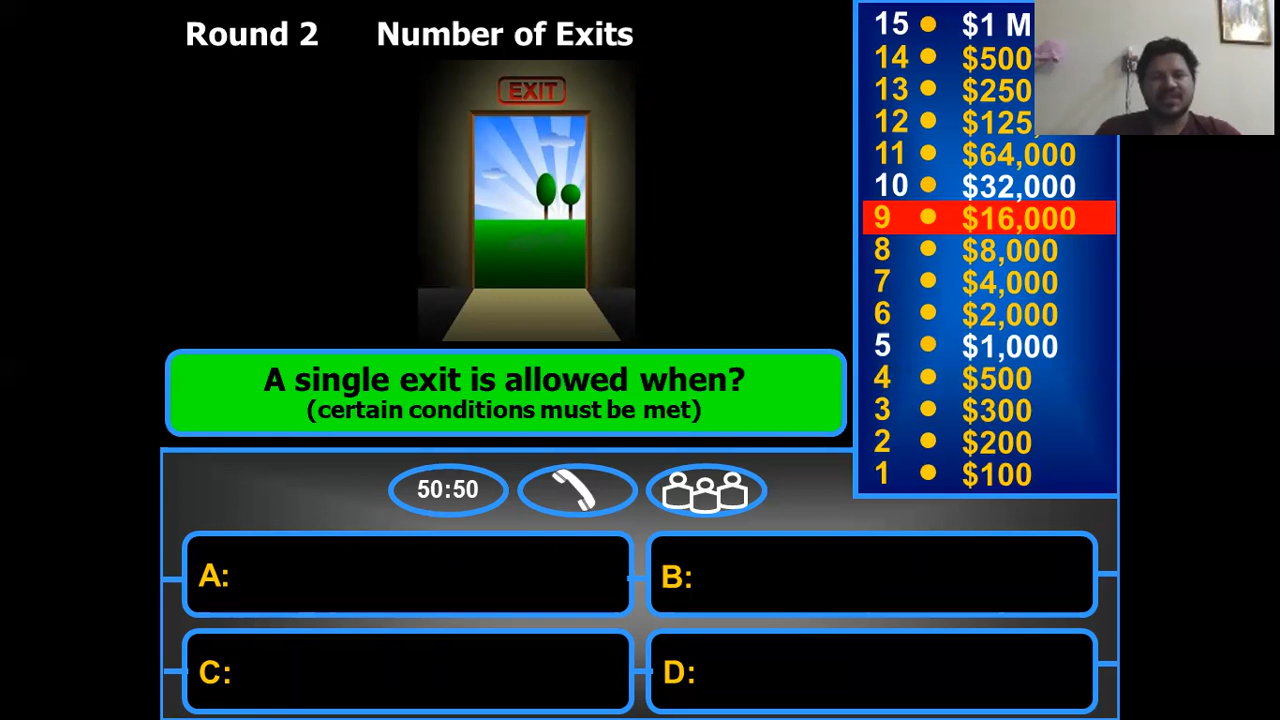 Round 2 Number of Exits
EXIT
A single exit is allowed when?
(certain conditions must be met)
15 • $1 M
14 • $500
13 • $250
12 • $125,
11 • $64,000
10 • $32,000
9 • $16,000
8 • $8,000
7 • $4,000
6 • $2,000
5 • $1,000
4 • $500
3 • $300
2 • $200
1 • $100
50:50
A:
B:
C:
D: